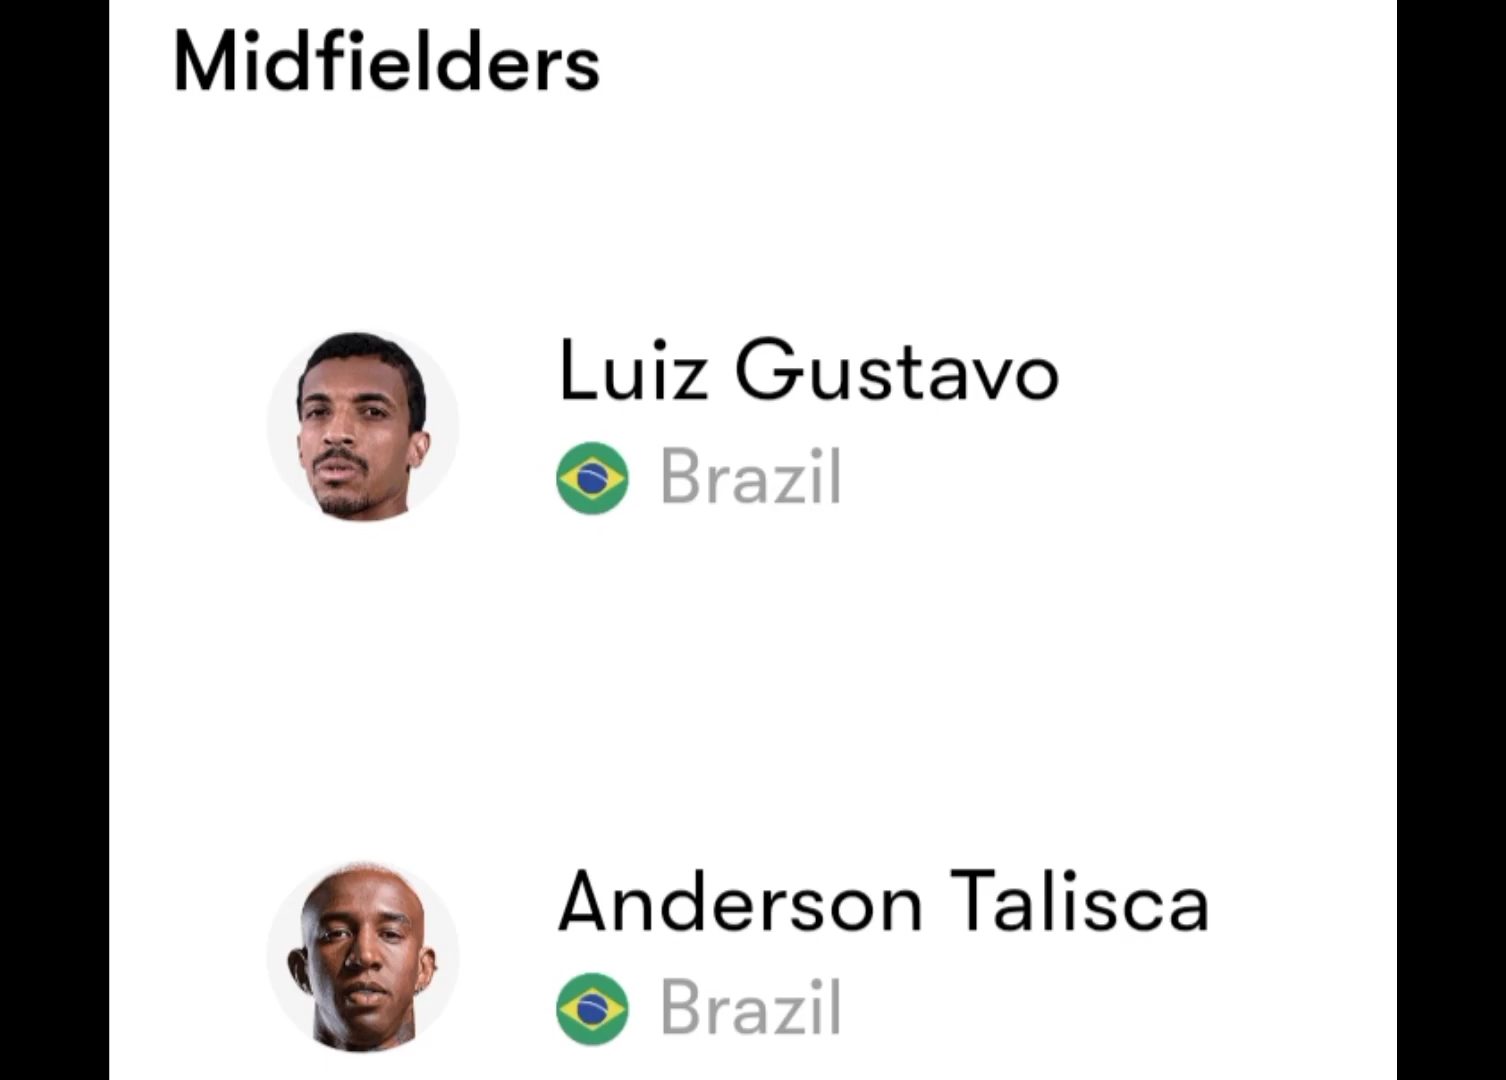 Midfielders
Luiz Gustavo
Brazil
Anderson Talisca
Brazil